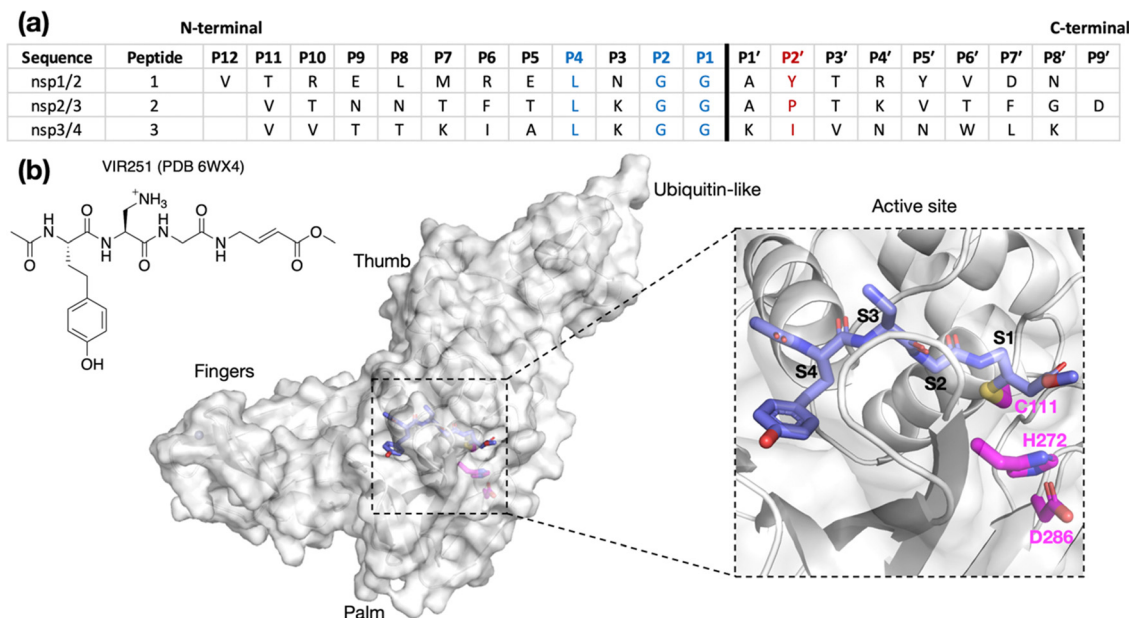 (a)
N-terminal C-terminal
Sequence Peptide P12 P11 P10 P9 P8 P7 P6 P5 P4 P3 P2 P1 P1′ P2′ P3′ P4′ P5′ P6′ P7′ P8′ P9′
nsp1/2 1 V T R E L M R E L N G G A Y T R Y V D N
nsp2/3 2 V T N N T F T L K G G A P T K V T F G D
nsp3/4 3 V V T T K I A L K G G K I V N N W L K
(b)
VIR251 (PDB 6WX4)
+
NH3
H
N
O
O
H
N
O
N
H
O
N
H
O
O
OH
Ubiquitin-like
Thumb
Fingers
Palm
Active site
S3
S1
S4
S2
C111
H272
D286